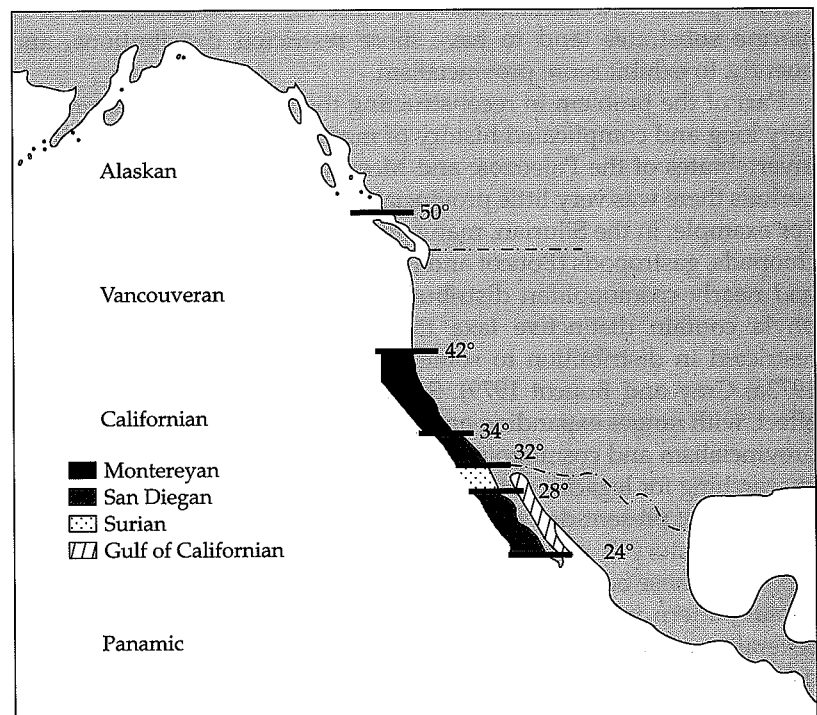 Alaskan
50°
Vancouveran
42°
Californian
34°
32°
Montereyan
San Diegan
28°
Surian
Gulf of Californian
24°
Panamic